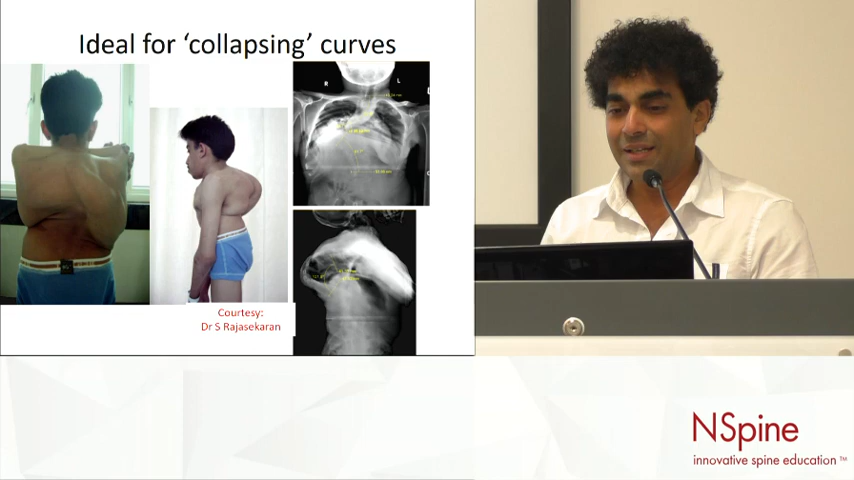 Ideal for ‘collapsing’ curves
R
L
Courtesy:
Dr S Rajasekaran
NSpine
innovative spine education™